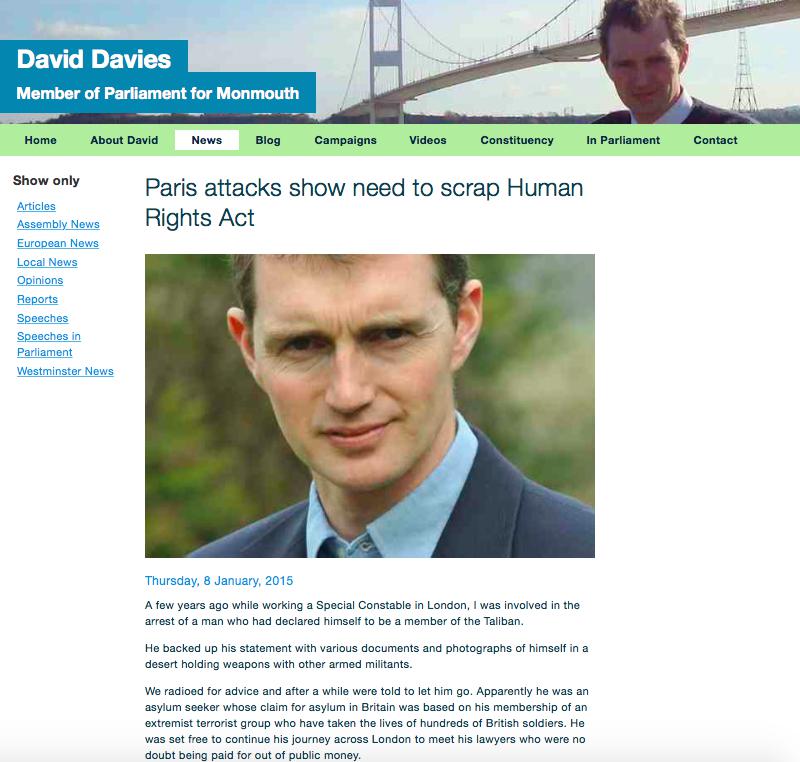 David Davies
Member of Parliament for Monmouth
Home About David News Blog Campaigns Videos Constituency In Parliament Contact
Show only
Articles
Assembly News
European News
Local News
Opinions
Reports
Speeches
Speeches in
Parliament
Westminster News
Paris attacks show need to scrap Human
Rights Act
Thursday, 8 January, 2015
A few years ago while working a Special Constable in London, I was involved in the
arrest of a man who had declared himself to be a member of the Taliban.
He backed up his statement with various documents and photographs of himself in a
desert holding weapons with other armed militants.
We radioed for advice and after a while were told to let him go. Apparently he was an
asylum seeker whose claim for asylum in Britain was based on his membership of an
extremist terrorist group who have taken the lives of hundreds of British soldiers. He
was set free to continue his journey across London to meet his lawyers who were no
doubt being paid for out of public money.